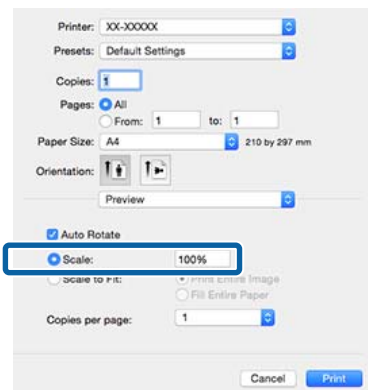 Printer: XX-XXXXX
Presets: Default Settings
Copies: 1
Pages: All
From: 1 to: 1
Paper Size: A4 210 by 297 mm
Orientation:
Preview
Auto Rotate
Scale: 100%
Scale to Fit: Print Entire Image
Fill Entire Paper
Copies per page: 1
Cancel Print